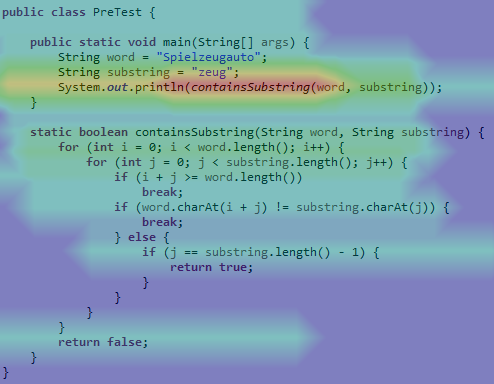 public class PreTest {
public static void main(String[] args) {
String word = "Spielzeugauto";
String substring = "zeug";
System.out.println(containsSubstring(word, substring));
}
static boolean containsSubstring(String word, String substring) {
for (int i = 0; i < word.length(); i++) {
for (int j = 0; j < substring.length(); j++) {
if (i + j >= word.length())
break;
if (word.charAt(i + j) != substring.charAt(j)) {
break;
} else {
if (j == substring.length() - 1) {
return true;
}
}
}
}
return false;
}
}